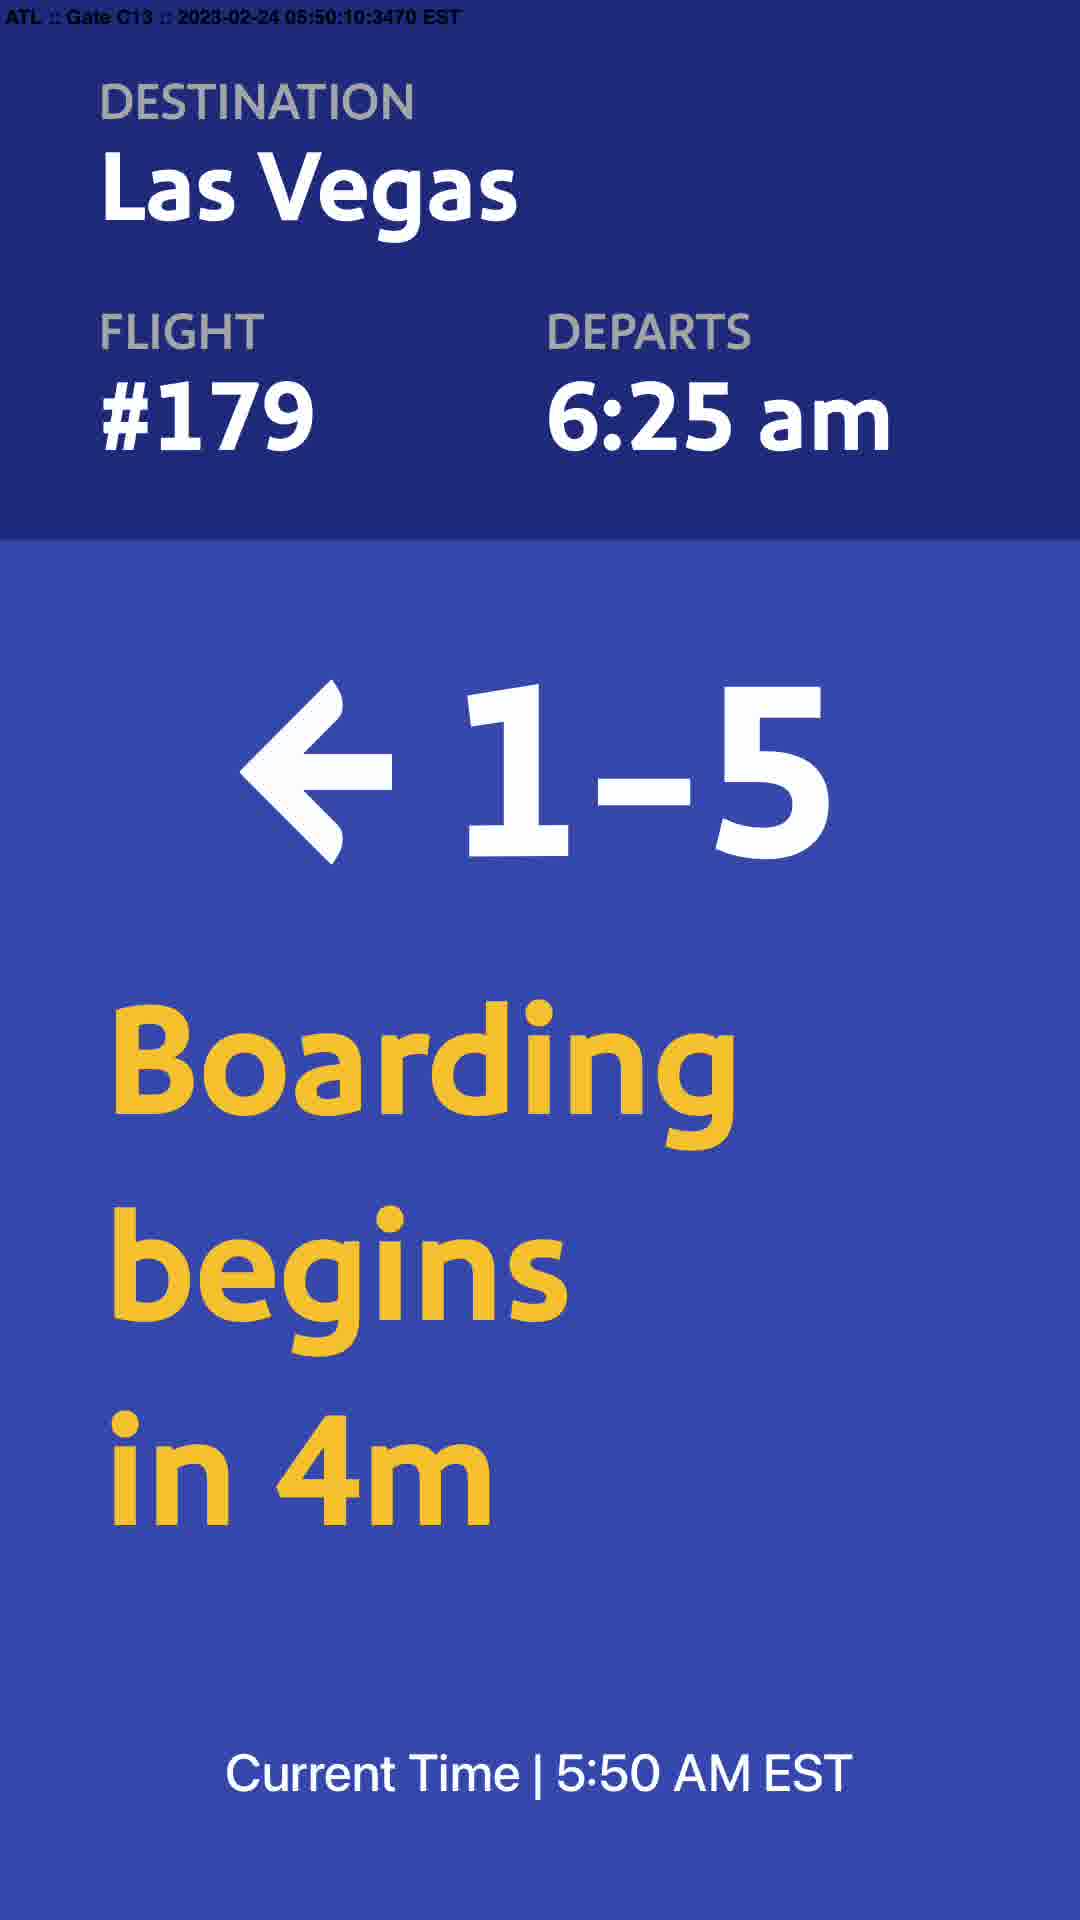 ATL :: Gate C13 :: 2023-02-24 05:50:10:3470 EST
DESTINATION
Las Vegas
FLIGHT DEPARTS
#179 6:25 am
← 1-5
Boarding
begins
in 4m
Current Time | 5:50 AM EST